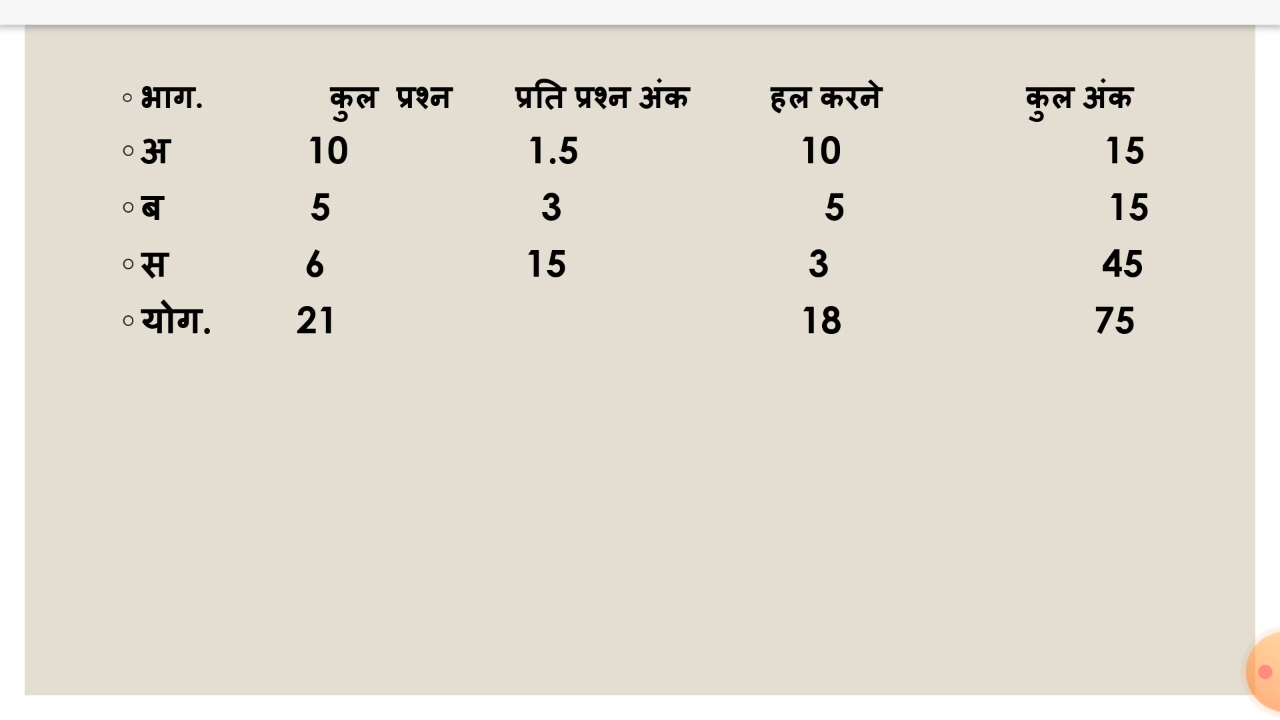 ◦ भाग. कुल प्रश्न प्रति प्रश्न अंक हल करने कुल अंक
◦ अ 10 1.5 10 15
◦ ब 5 3 5 15
◦ स 6 15 3 45
◦ योग. 21 18 75